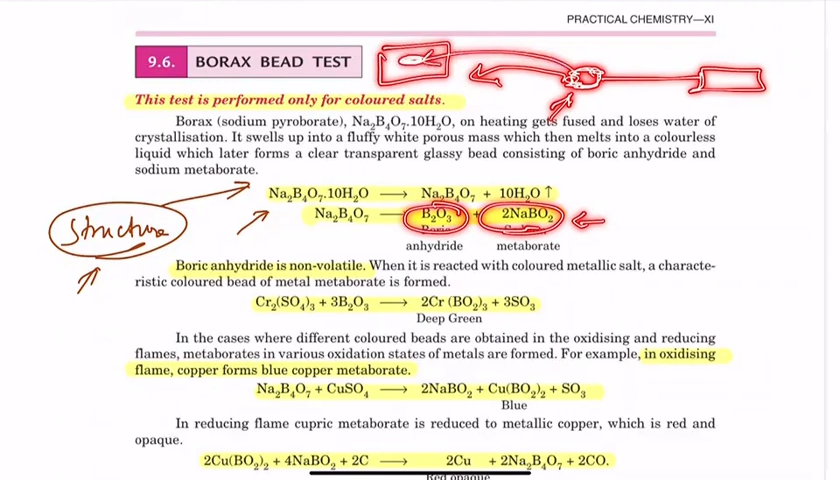 PRACTICAL CHEMISTRY—XI
9.6. BORAX BEAD TEST
This test is performed only for coloured salts.
Borax (sodium pyroborate), Na₂B₄O₇.10H₂O, on heating gets fused and loses water of
crystallisation. It swells up into a fluffy white porous mass which then melts into a colourless
liquid which later forms a clear transparent glassy bead consisting of boric anhydride and
sodium metaborate.
Na₂B₄O₇.10H₂O ⟶ Na₂B₄O₇ + 10H₂O ↑
Na₂B₄O₇ ⟶ B₂O₃ + 2NaBO₂
Structure
anhydride metaborate
Boric anhydride is non-volatile. When it is reacted with coloured metallic salt, a characte-
ristic coloured bead of metal metaborate is formed.
Cr₂(SO₄)₃ + 3B₂O₃ ⟶ 2Cr (BO₂)₃ + 3SO₃
Deep Green
In the cases where different coloured beads are obtained in the oxidising and reducing
flames, metaborates in various oxidation states of metals are formed. For example, in oxidising
flame, copper forms blue copper metaborate.
Na₂B₄O₇ + CuSO₄ ⟶ 2NaBO₂ + Cu(BO₂)₂ + SO₃
Blue
In reducing flame cupric metaborate is reduced to metallic copper, which is red and
opaque.
2Cu(BO₂)₂ + 4NaBO₂ + 2C ⟶ 2Cu + 2Na₂B₄O₇ + 2CO.
Red opaque